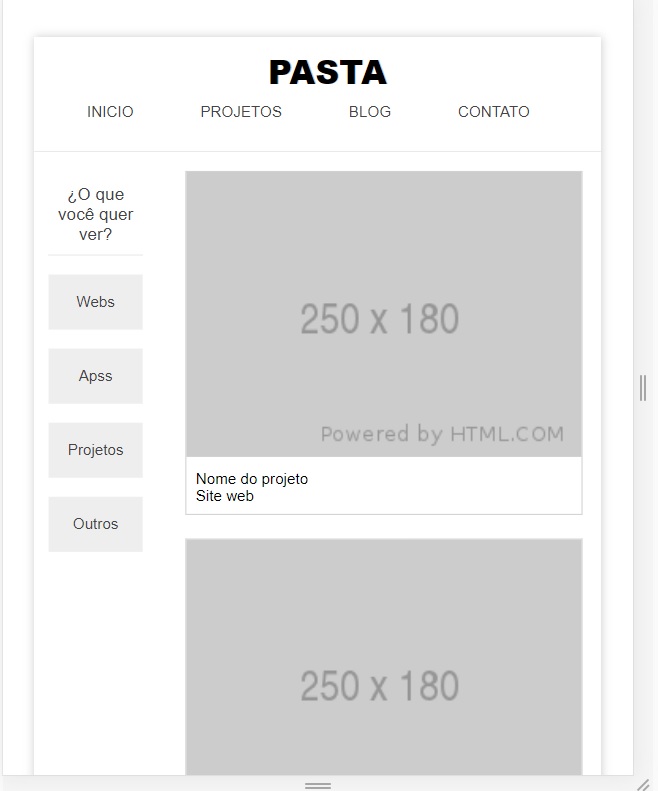 PASTA
INICIO PROJETOS BLOG CONTATO
¿O que
você quer
ver?
Webs
Apss
Projetos
Outros
250 x 180
Powered by HTML.COM
Nome do projeto
Site web
250 x 180